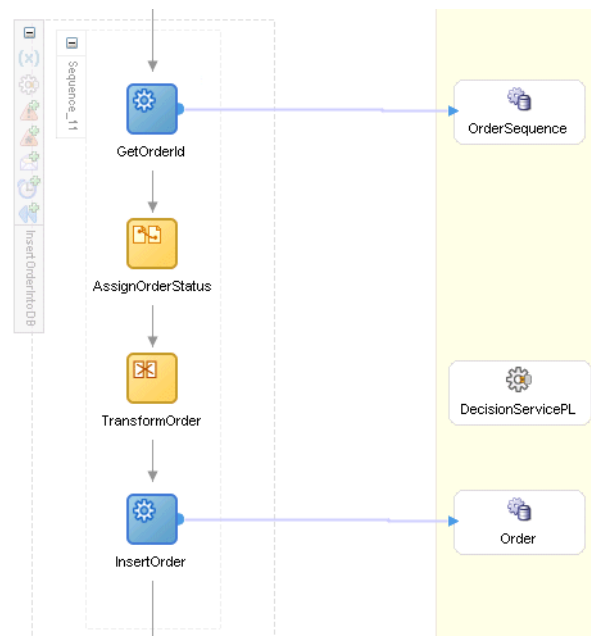 Sequence_11
GetOrderId
OrderSequence
InsertOrderIntoDB
AssignOrderStatus
TransformOrder
DecisionServicePL
InsertOrder
Order